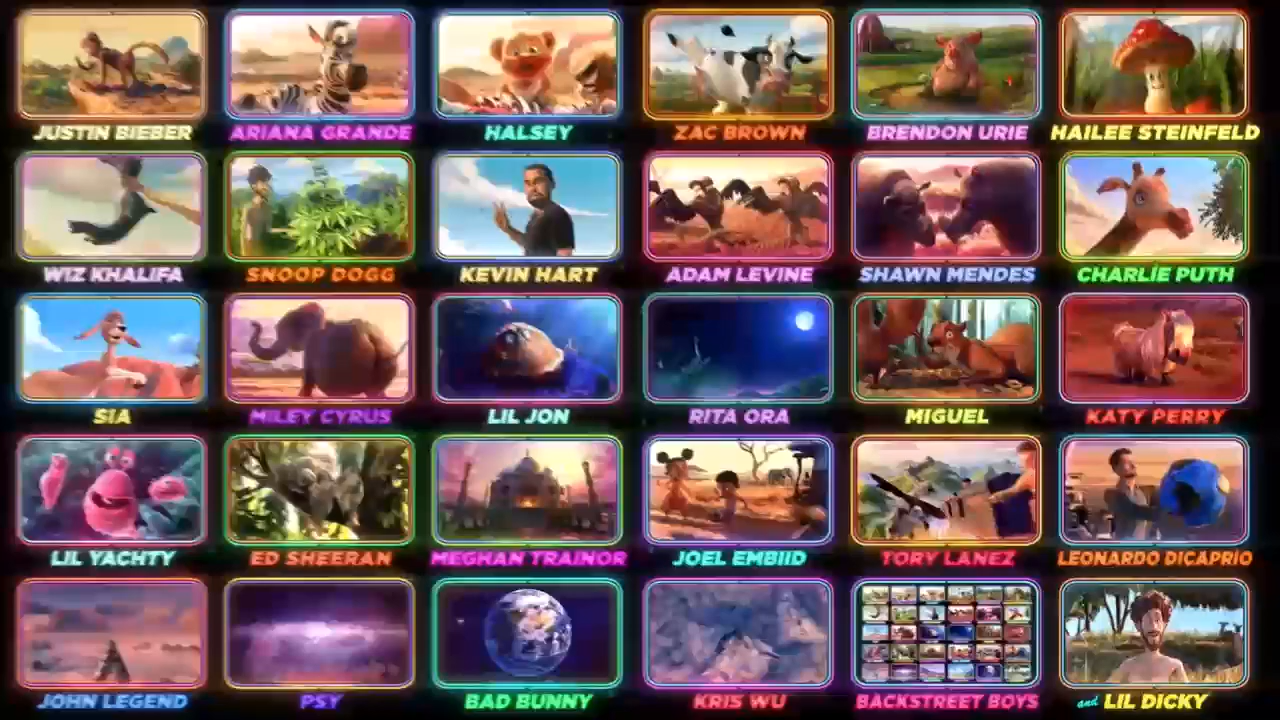 JUSTIN BIEBER
ARIANA GRANDE
HALSEY
ZAC BROWN
BRENDON URIE
HAILEE STEINFELD
WIZ KHALIFA
SNOOP DOGG
KEVIN HART
ADAM LEVINE
SHAWN MENDES
CHARLIE PUTH
SIA
MILEY CYRUS
LIL JON
RITA ORA
MIGUEL
KATY PERRY
LIL YACHTY
ED SHEERAN
MEGHAN TRAINOR
JOEL EMBIID
TORY LANEZ
LEONARDO DICAPRIO
JOHN LEGEND
PSY
BAD BUNNY
KRIS WU
BACKSTREET BOYS
and LIL DICKY